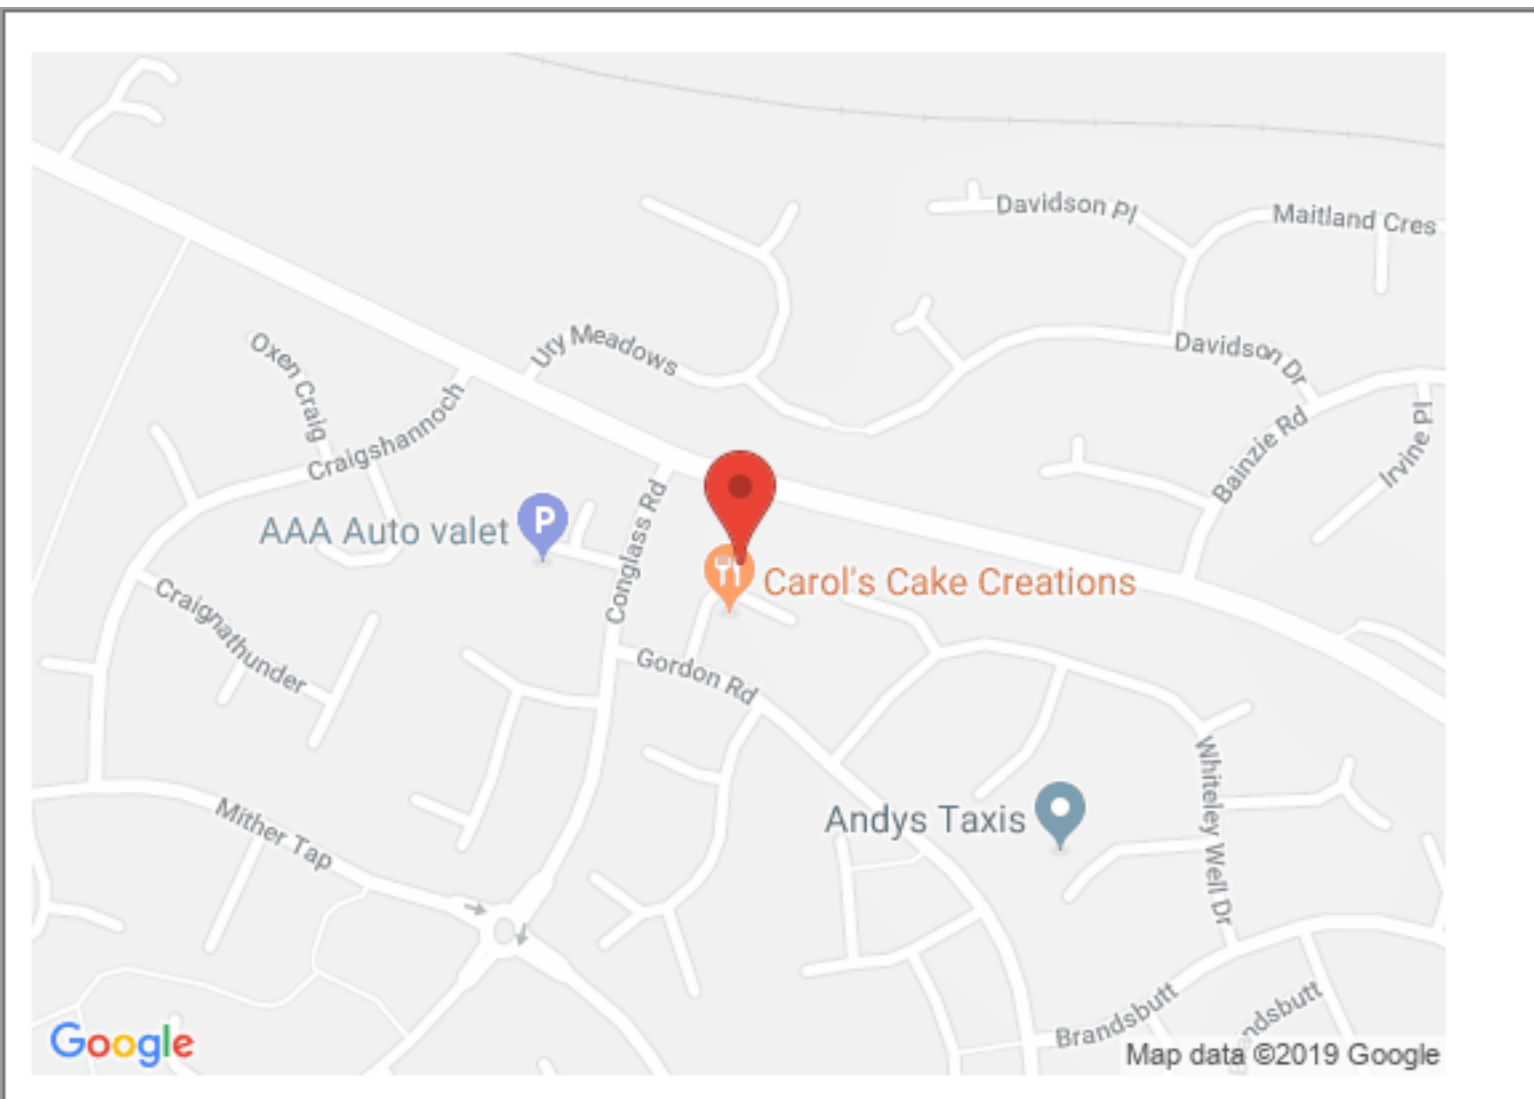 Davidson Pl
Maitland Cres
Ury Meadows
Oxen Craig
Davidson Dr
Craigshannoch
Bainzie Rd
Irvine Pl
Conglass Rd
AAA Auto valet
P
Carol's Cake Creations
Craignathunder
Gordon Rd
Whiteley Well Dr
Andys Taxis
Mither Tap
Brandsbutt
Brandsbutt
Google
Map data ©2019 Google